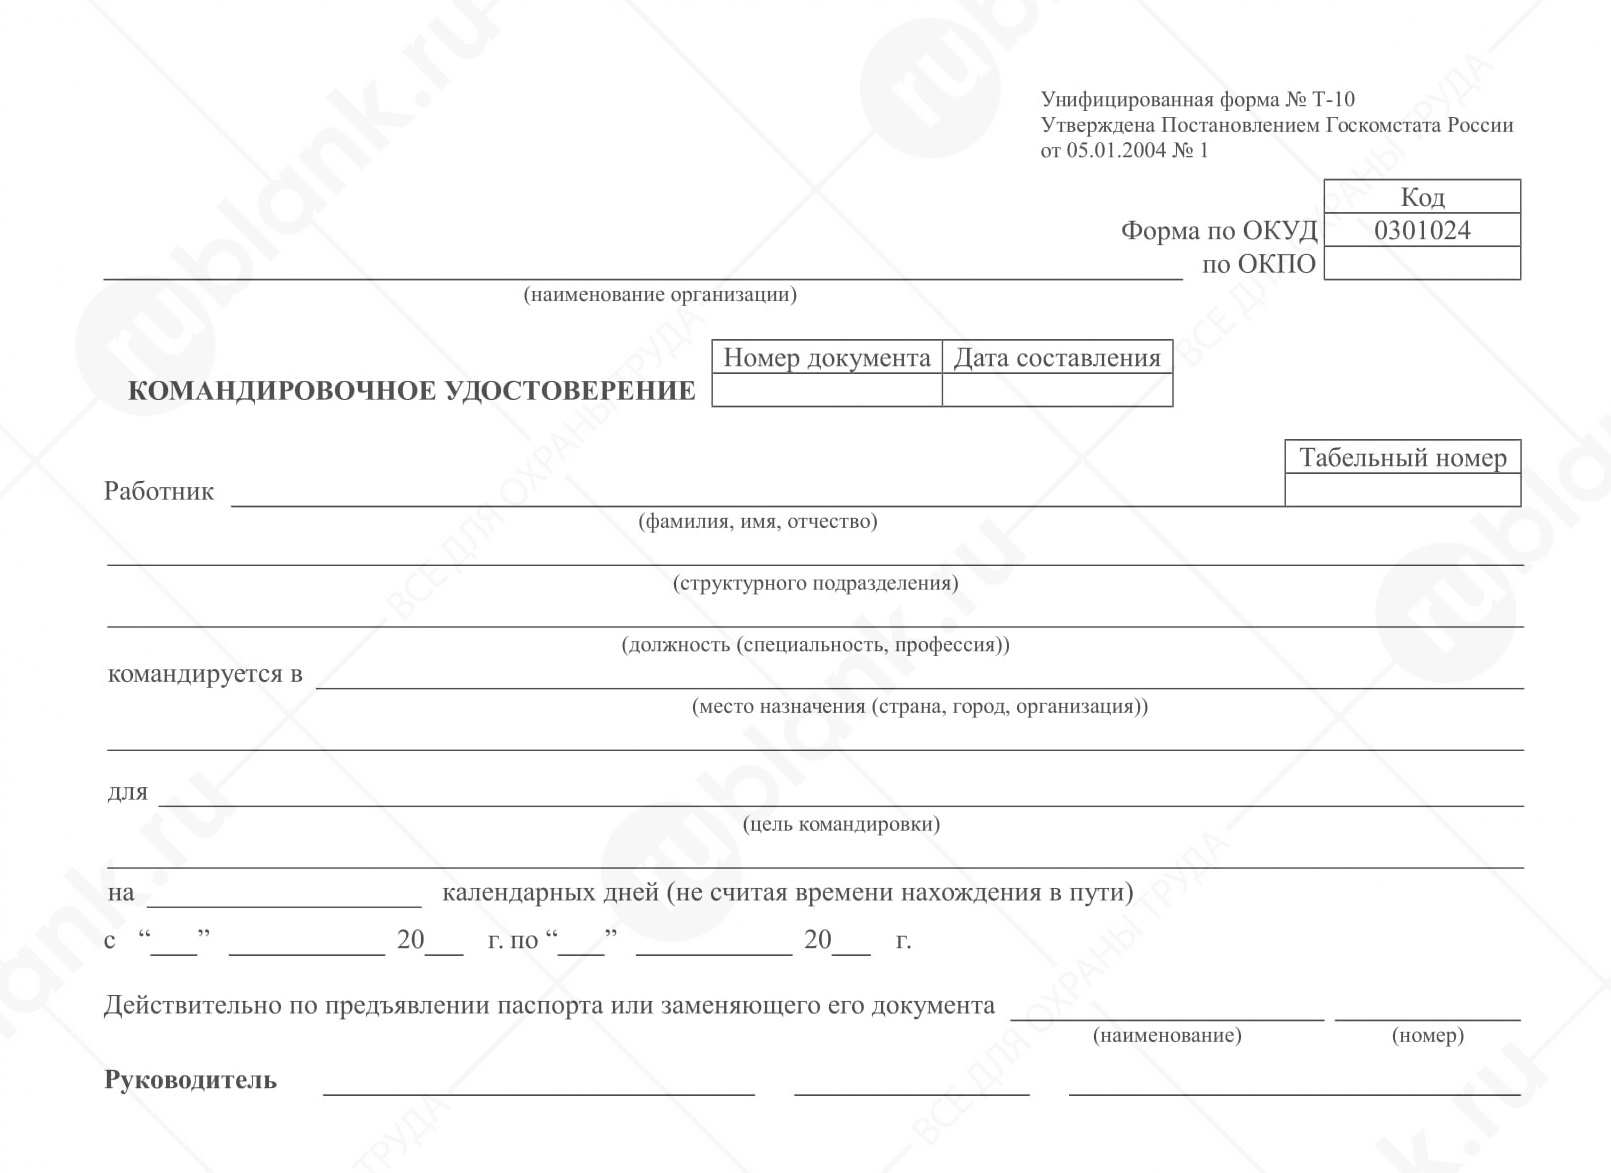 Унифицированная форма № Т-10
Утверждена Постановлением Госкомстата России
от 05.01.2004 № 1
Код
Форма по ОКУД 0301024
по ОКПО
(наименование организации)
Номер документа Дата составления
КОМАНДИРОВОЧНОЕ УДОСТОВЕРЕНИЕ
Табельный номер
Работник
(фамилия, имя, отчество)
(структурного подразделения)
(должность (специальность, профессия))
командируется в
(место назначения (страна, город, организация))
для
(цель командировки)
на календарных дней (не считая времени нахождения в пути)
с “___” ____________ 20___ г. по “___” ____________ 20___ г.
Действительно по предъявлении паспорта или заменяющего его документа
(наименование) (номер)
Руководитель
rublank.ru
ВСЕ ДЛЯ ОХРАНЫ ТРУДА